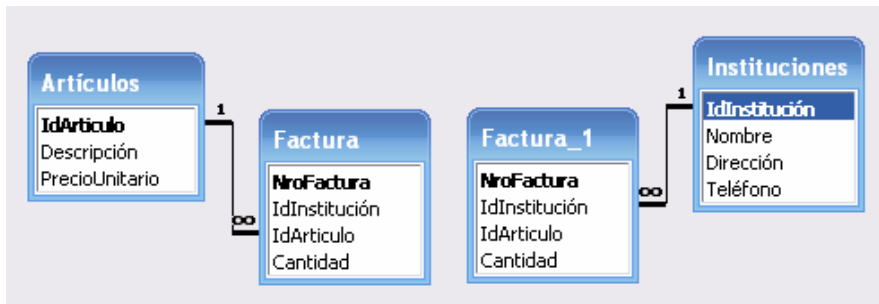 Artículos
IdArticulo
Descripción
PrecioUnitario
1
∞
Factura
NroFactura
IdInstitución
IdArticulo
Cantidad
Factura_1
NroFactura
IdInstitución
IdArticulo
Cantidad
1
∞
Instituciones
IdInstitución
Nombre
Dirección
Teléfono